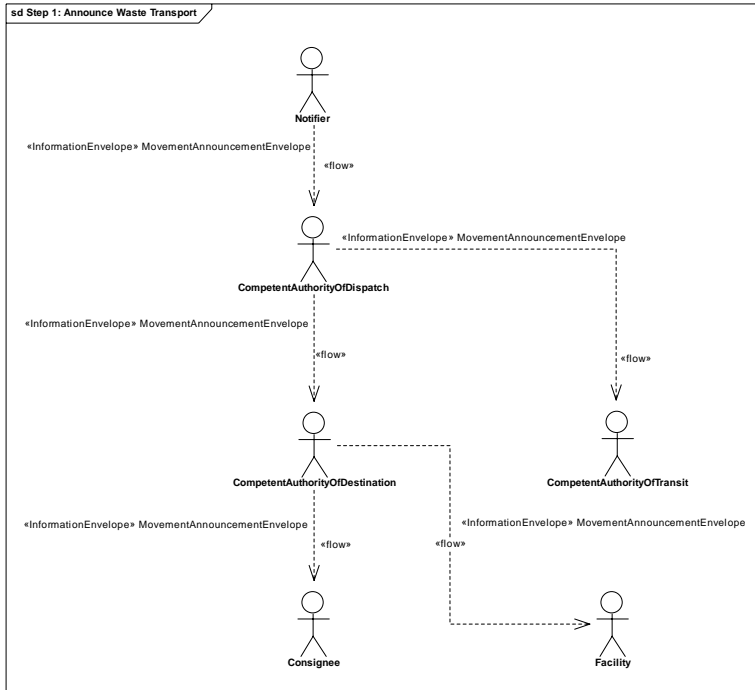 sd Step 1: Announce Waste Transport
Notifier
«InformationEnvelope» MovementAnnouncementEnvelope
«flow»
«InformationEnvelope» MovementAnnouncementEnvelope
CompetentAuthorityOfDispatch
«InformationEnvelope» MovementAnnouncementEnvelope
«flow»
«flow»
CompetentAuthorityOfDestination
CompetentAuthorityOfTransit
«InformationEnvelope» MovementAnnouncementEnvelope
«InformationEnvelope» MovementAnnouncementEnvelope
«flow»
«flow»
Consignee
Facility